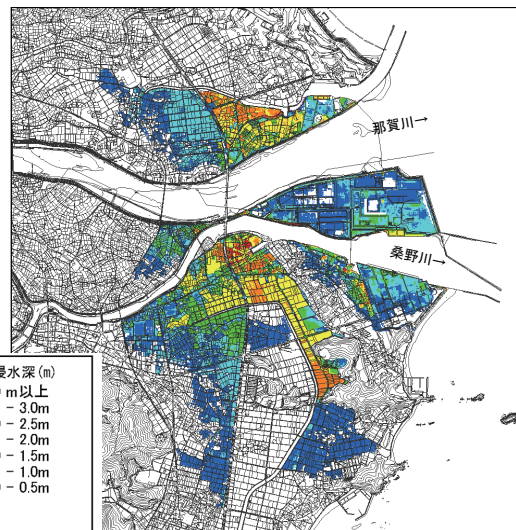 那賀川→
桑野川→
浸水深(m)
m以上
- 3.0m
- 2.5m
- 2.0m
- 1.5m
- 1.0m
- 0.5m